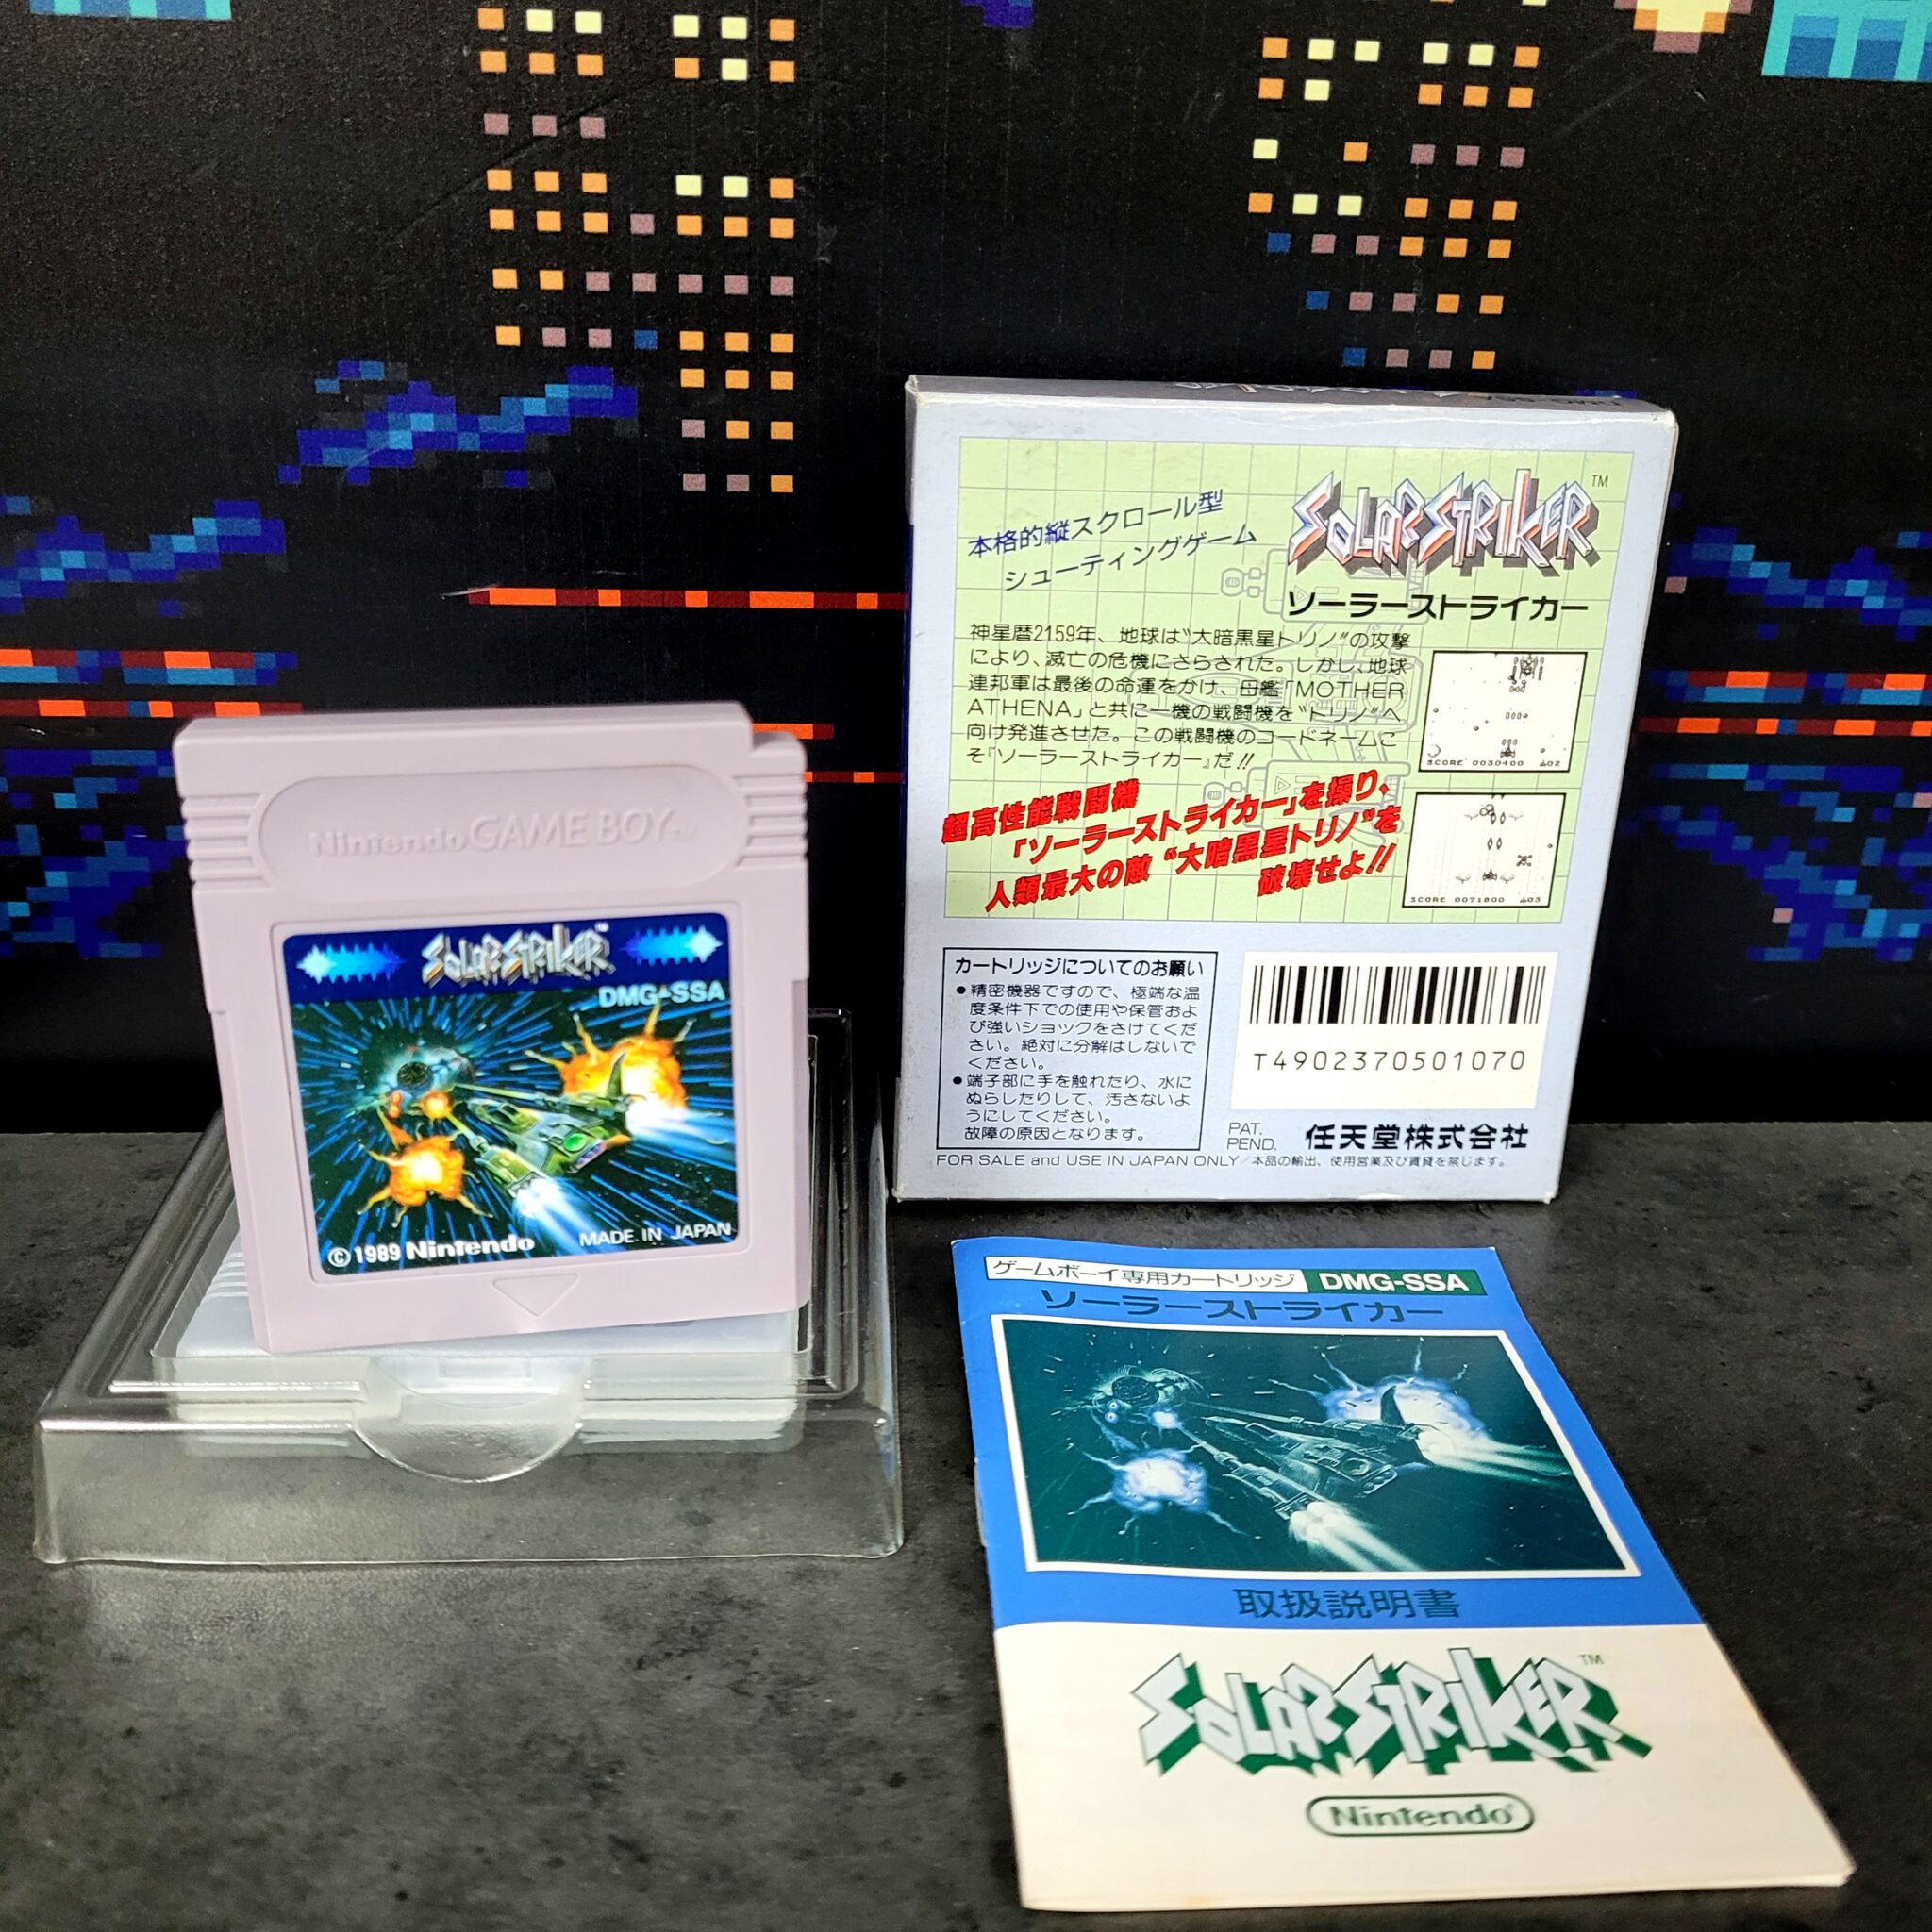 Nintendo GAME BOY™
SOLARSTRIKER™
DMG-SSA
©1989 Nintendo
MADE IN JAPAN
本格的縦スクロール型
シューティングゲーム
SOLARSTRIKER™
ソーラーストライカー
神星暦2159年、地球は“大暗黒星トリノ”の攻撃
により、滅亡の危機にさらされた。しかし、地球
連邦軍は最後の命運をかけ、母艦「MOTHER
ATHENA」と共に一機の戦闘機を“トリノ”へ
向け発進させた。この戦闘機のコードネームこ
そ『ソーラーストライカー』だ!!
SCORE 0030400 02
超高性能戦闘機
「ソーラーストライカー」を操り、
人類最大の敵“大暗黒星トリノ”を
破壊せよ!!
SCORE 0071800 03
カートリッジについてのお願い
●精密機器ですので、極端な温
度条件下での使用や保管およ
び強いショックをさけてくだ
さい。絶対に分解はしないで
ください。
●端子部に手を触れたり、水に
ぬらしたりして、汚さないよ
うにしてください。
故障の原因となります。
T4902370501070
PAT.
PEND.
任天堂株式会社
FOR SALE and USE IN JAPAN ONLY/本品の輸出、使用営業及び賃貸を禁じます。
ゲームボーイ専用カートリッジ DMG-SSA
ソーラーストライカー
取扱説明書
SOLARSTRIKER™
Nintendo®